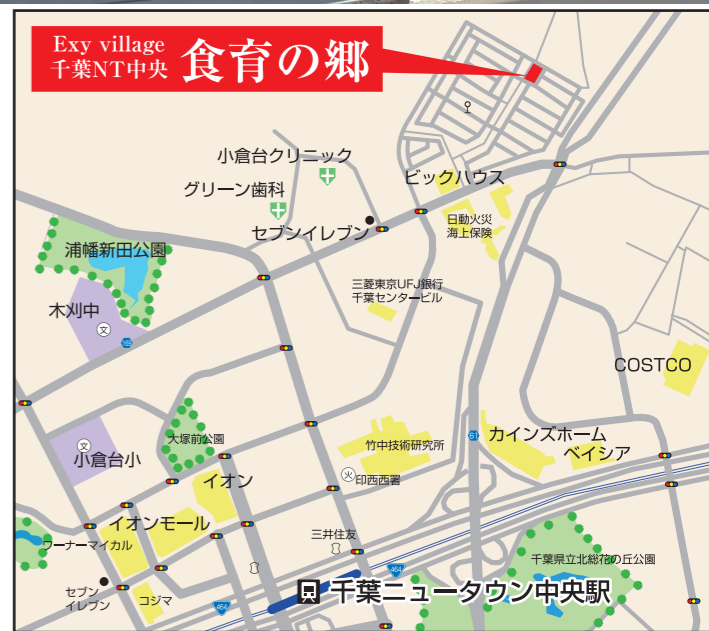 Exy village
千葉NT中央
食育の郷
小倉台クリニック
グリーン歯科
ビックハウス
セブンイレブン
日動火災
海上保険
浦幡新田公園
三菱東京UFJ銀行
千葉センタービル
木刈中
文
COSTCO
61
カインズホーム
ベイシア
大塚前公園
竹中技術研究所
文
小倉台小
イオン
火
印西西署
イオンモール
三井住友
ワーナーマイカル
千葉県立北総花の丘公園
464
セブン
イレブン
コジマ
464
千葉ニュータウン中央駅